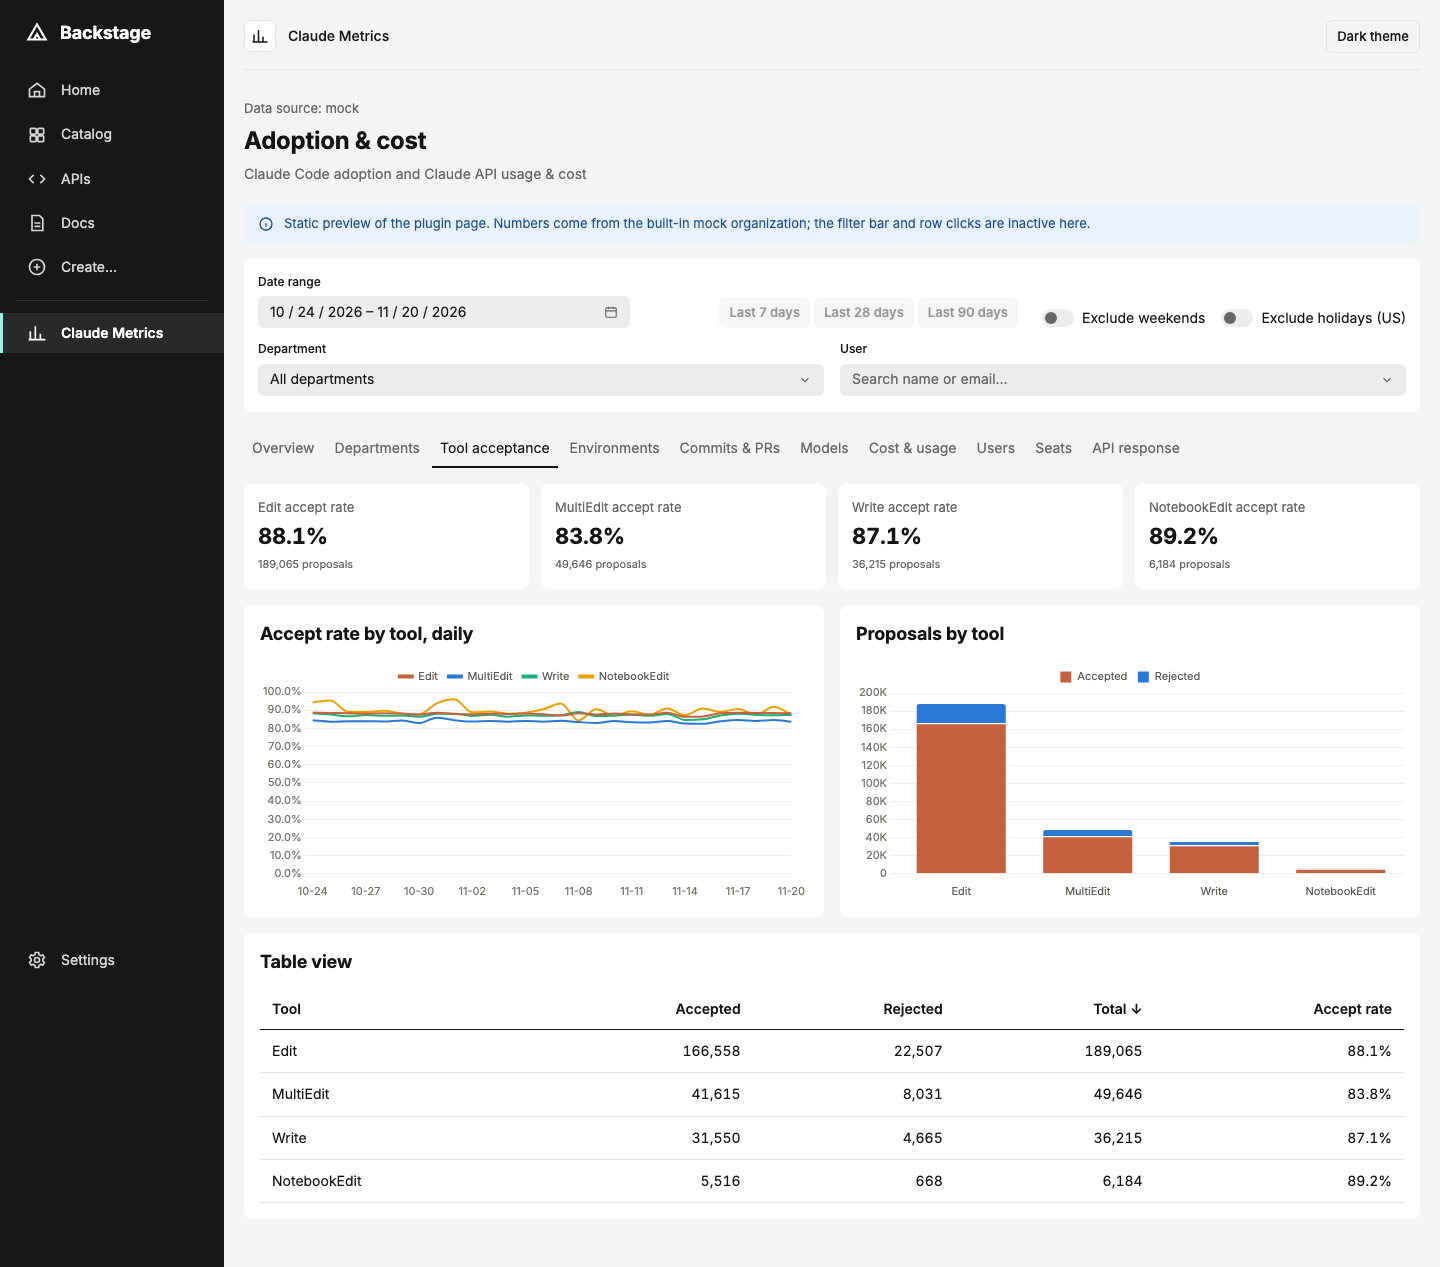 Backstage
Home
Catalog
APIs
Docs
Create...
Claude Metrics
Settings
Claude Metrics
Dark theme
Data source: mock
Adoption & cost
Claude Code adoption and Claude API usage & cost
Static preview of the plugin page. Numbers come from the built-in mock organization; the filter bar and row clicks are inactive here.
Date range
10 / 24 / 2026 – 11 / 20 / 2026
Last 7 days Last 28 days Last 90 days
Exclude weekends Exclude holidays (US)
Department
All departments
User
Search name or email...
Overview Departments Tool acceptance Environments Commits & PRs Models Cost & usage Users Seats API response
Edit accept rate
88.1%
189,065 proposals
MultiEdit accept rate
83.8%
49,646 proposals
Write accept rate
87.1%
36,215 proposals
NotebookEdit accept rate
89.2%
6,184 proposals
Accept rate by tool, daily
Edit MultiEdit Write NotebookEdit
100.0%
90.0%
80.0%
70.0%
60.0%
50.0%
40.0%
30.0%
20.0%
10.0%
0.0%
10-24 10-27 10-30 11-02 11-05 11-08 11-11 11-14 11-17 11-20
Proposals by tool
Accepted Rejected
200K
180K
160K
140K
120K
100K
80K
60K
40K
20K
0
Edit MultiEdit Write NotebookEdit
Table view
Tool Accepted Rejected Total ↓ Accept rate
Edit 166,558 22,507 189,065 88.1%
MultiEdit 41,615 8,031 49,646 83.8%
Write 31,550 4,665 36,215 87.1%
NotebookEdit 5,516 668 6,184 89.2%